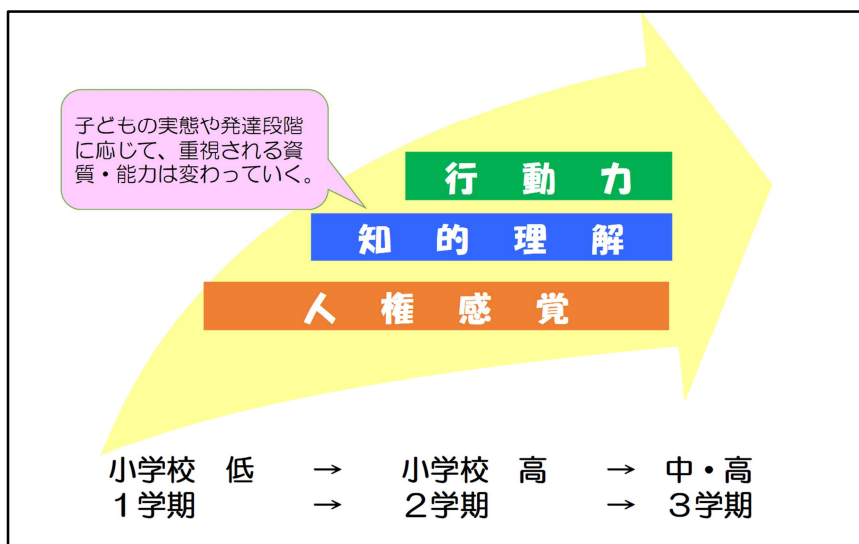 子どもの実態や発達段階
に応じて、重視される資
質・能力は変わっていく。
行動力
知的理解
人権感覚
小学校 低 → 小学校 高 → 中・高
1学期 → 2学期 → 3学期